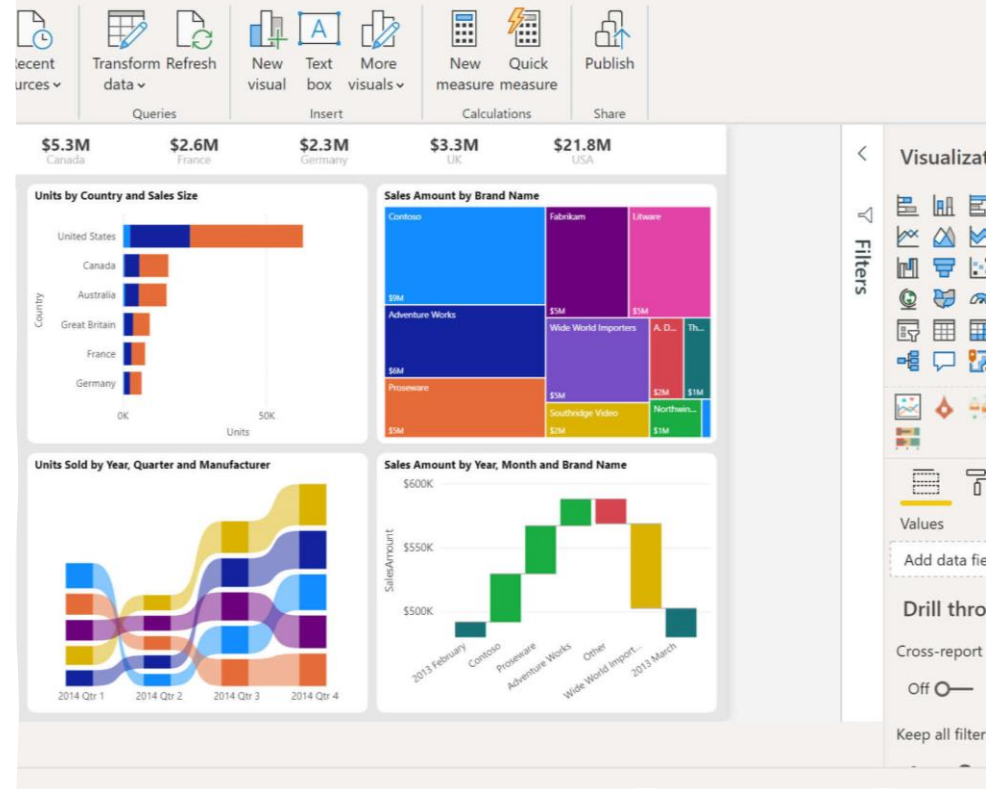 Transform Refresh
data
New
visual
Text
box
More
visuals
New
measure
Quick
measure
Publish
Queries
Insert
Calculations
Share
$5.3M
Canada
$2.6M
France
$2.3M
Germany
$3.3M
UK
$21.8M
USA
Filters
Units by Country and Sales Size
Country
United States
Canada
Australia
Great Britain
France
Germany
0K
50K
Units
Sales Amount by Brand Name
Contoso
$9M
Adventure Works
$6M
Proseware
$5M
Fabrikam
$5M
Litware
$5M
Wide World Importers
$5M
A. D...
$2M
Th...
$1M
Southridge Video
$2M
Northwin...
$1M
Units Sold by Year, Quarter and Manufacturer
2014 Qtr 1
2014 Qtr 2
2014 Qtr 3
2014 Qtr 4
Sales Amount by Year, Month and Brand Name
SalesAmount
$600K
$550K
$500K
2013 February
Contoso
Proseware
Adventure Works
Other
Wide World Import...
2013 March
Values
Add data
Drill
Cross-report
Off
Keep all